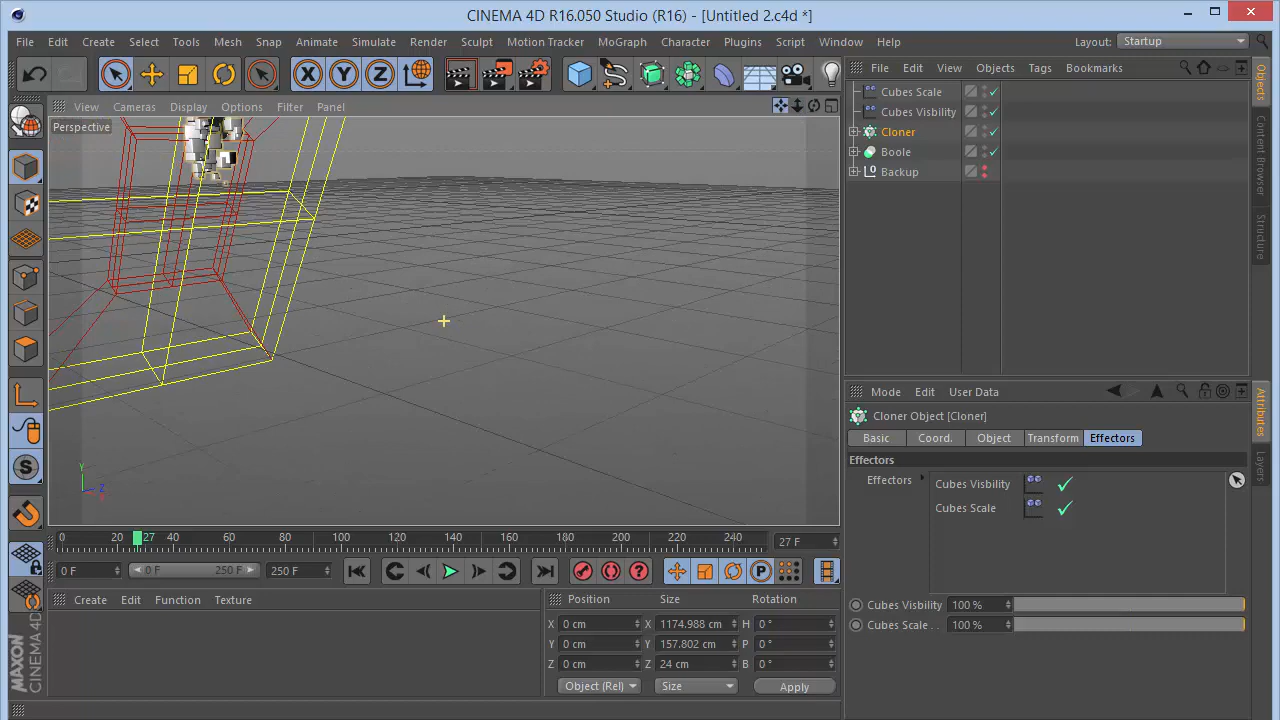 CINEMA 4D R16.050 Studio (R16) - [Untitled 2.c4d *]
File Edit Create Select Tools Mesh Snap Animate Simulate Render Sculpt Motion Tracker MoGraph Character Plugins Script Window Help
Layout: Startup
X Y Z
File Edit View Objects Tags Bookmarks
View Cameras Display Options Filter Panel
Perspective
Cubes Scale
Cubes Visbility
Cloner
Boole
Backup
Objects
Content Browser
Structure
Mode Edit User Data
Cloner Object [Cloner]
Basic Coord. Object Transform Effectors
Effectors
Effectors
Cubes Visbility
Cubes Scale
Cubes Visbility 100 %
Cubes Scale . . 100 %
Attributes
Layers
Y
Z
X
0 20 27 40 60 80 100 120 140 160 180 200 220 240
27 F
0 F 0 F 250 F 250 F
P
Create Edit Function Texture
Position Size Rotation
X 0 cm X 1174.988 cm H 0 °
Y 0 cm Y 157.802 cm P 0 °
Z 0 cm Z 24 cm B 0 °
Object (Rel) Size Apply
S
MAXON CINEMA 4D